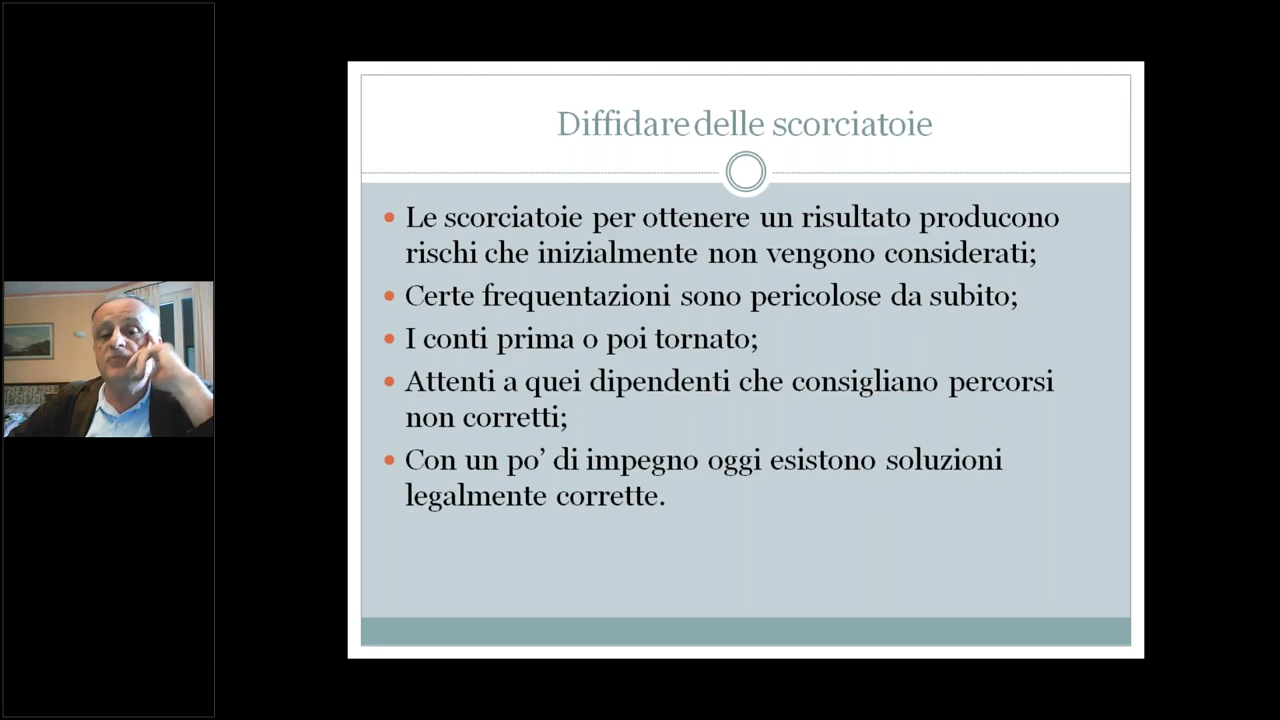 Diffidare delle scorciatoie
• Le scorciatoie per ottenere un risultato producono
rischi che inizialmente non vengono considerati;
• Certe frequentazioni sono pericolose da subito;
• I conti prima o poi tornato;
• Attenti a quei dipendenti che consigliano percorsi
non corretti;
• Con un po’ di impegno oggi esistono soluzioni
legalmente corrette.